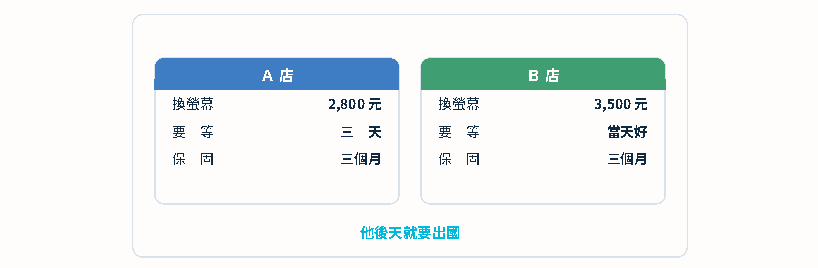 A 店
換螢幕 2,800 元
要 等 三 天
保 固 三個月
B 店
換螢幕 3,500 元
要 等 當天好
保 固 三個月
他後天就要出國